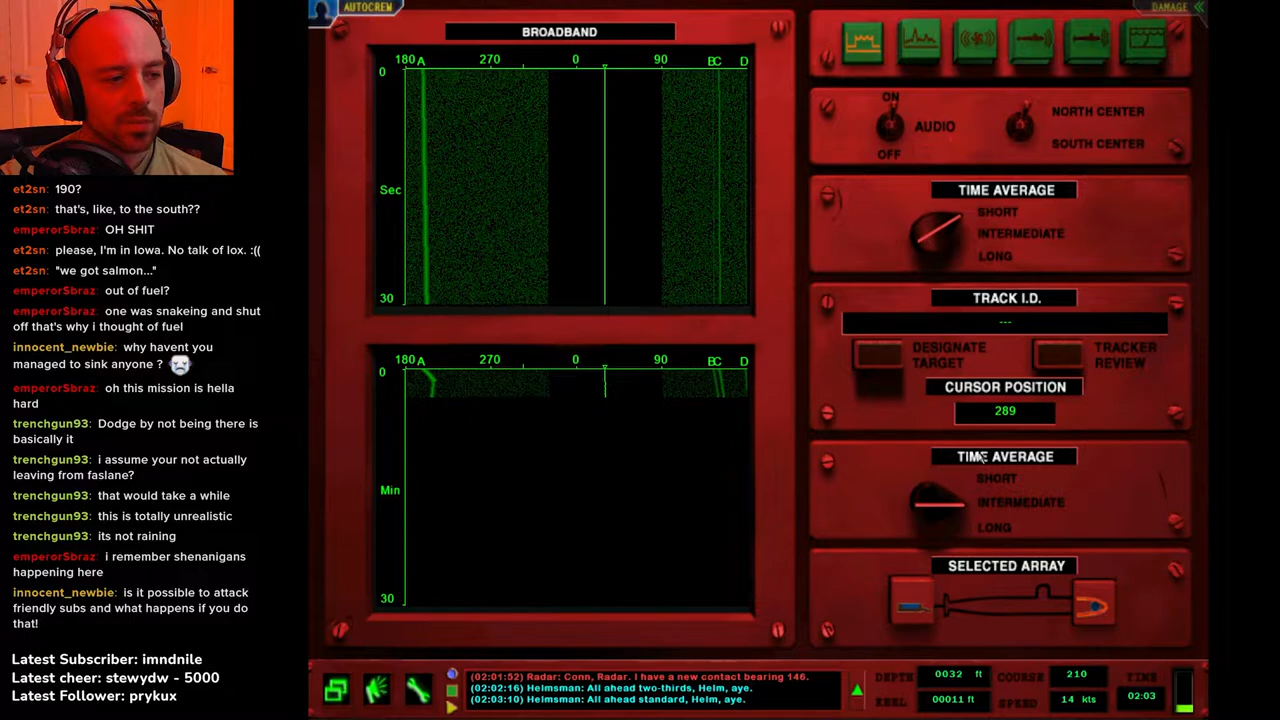 AUTOCREW
DAMAGE
BROADBAND
180 A 270 0 90 BC D
0
Sec
30
180 A 270 0 90 BC D
0
Min
30
ON
AUDIO
OFF
NORTH CENTER
SOUTH CENTER
TIME AVERAGE
SHORT
INTERMEDIATE
LONG
TRACK I.D.
---
DESIGNATE
TARGET
TRACKER
REVIEW
CURSOR POSITION
289
TIME AVERAGE
SHORT
INTERMEDIATE
LONG
SELECTED ARRAY
et2sn: 190?
et2sn: that's, like, to the south??
emperorSbraz: OH SHIT
et2sn: please, I'm in Iowa. No talk of lox. :((
et2sn: "we got salmon..."
emperorSbraz: out of fuel?
emperorSbraz: one was snakeing and shut
off that's why i thought of fuel
innocent_newbie: why havent you
managed to sink anyone ?
emperorSbraz: oh this mission is hella
hard
trenchgun93: Dodge by not being there is
basically it
trenchgun93: i assume your not actually
leaving from faslane?
trenchgun93: that would take a while
trenchgun93: this is totally unrealistic
trenchgun93: its not raining
emperorSbraz: i remember shenanigans
happening here
innocent_newbie: is it possible to attack
friendly subs and what happens if you do
that!
Latest Subscriber: imndnile
Latest cheer: stewydw - 5000
Latest Follower: prykux
(02:01:52) Radar: Conn, Radar. I have a new contact bearing 146.
(02:02:16) Helmsman: All ahead two-thirds, Helm, aye.
(02:03:10) Helmsman: All ahead standard, Helm, aye.
DEPTH 0032 ft COURSE 210 TIME
KEEL 00011 ft SPEED 14 kts 02:03